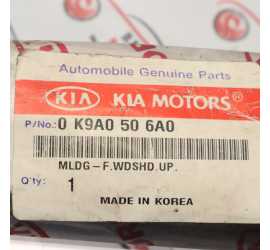 Automobile Genuine Parts
KIA KIA MOTORS
P/No.: 0 K9A0 50 6A0
MLDG-F.WDSHD.UP.
Q'ty: 1
MADE IN KOREA